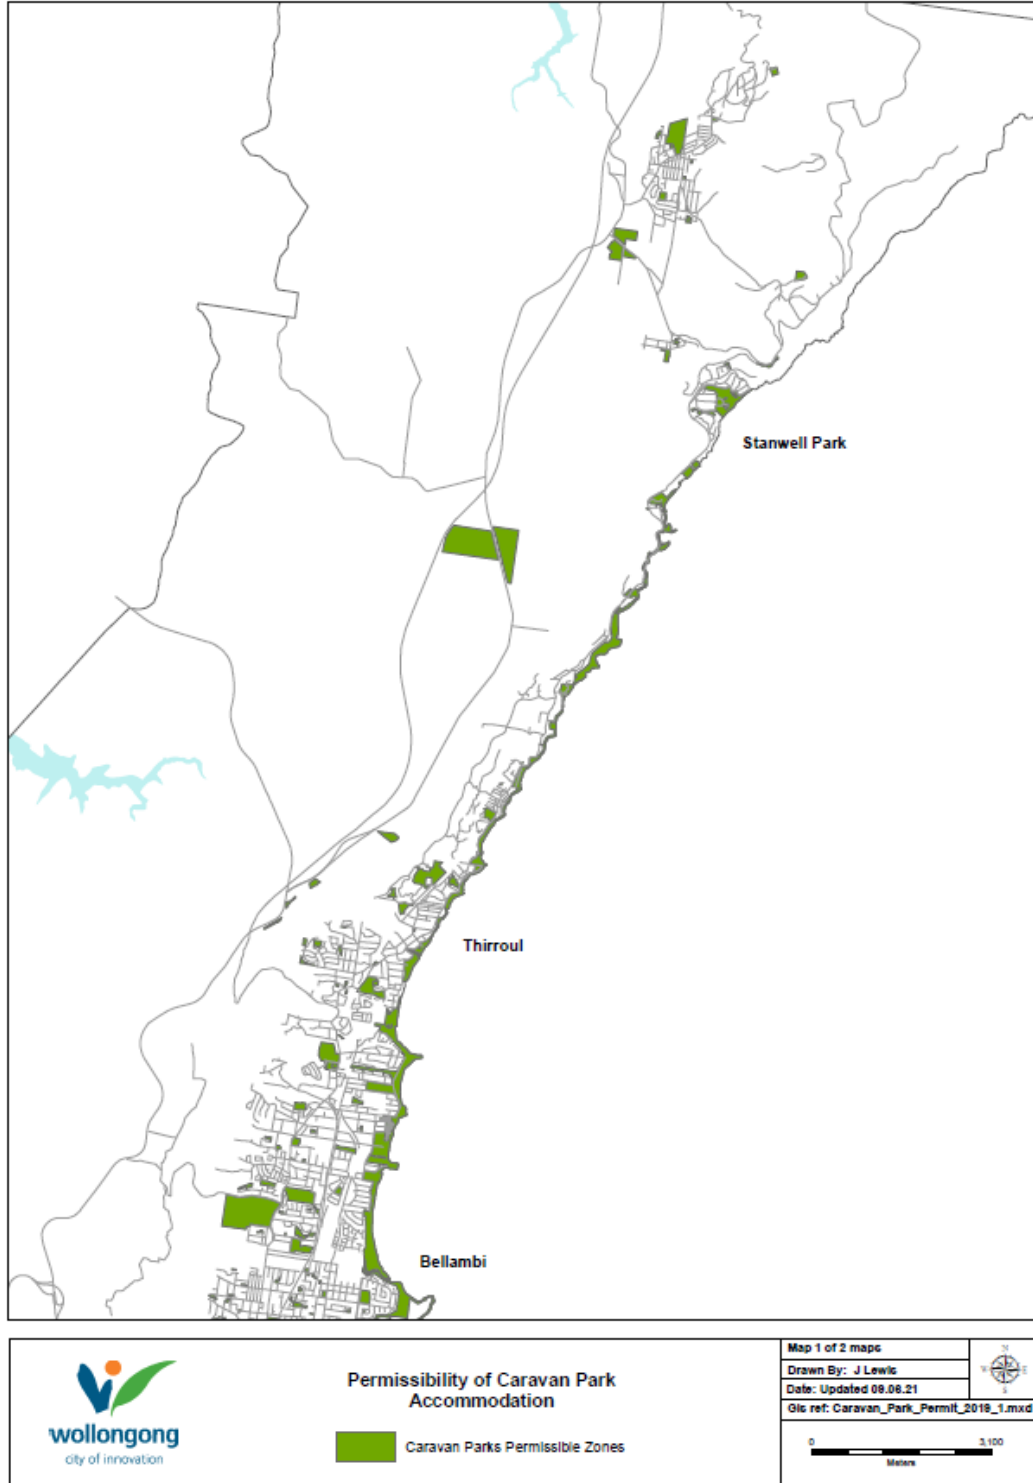 Stanwell Park
Thirroul
Bellambi
wollongong
city of innovation
Permissibility of Caravan Park
Accommodation
Caravan Parks Permissible Zones
Map 1 of 2 maps
Drawn By: J Lewis
Date: Updated 09.06.21
Gis ref: Caravan_Park_Permit_2019_1.mxd
N
W E
S
0 3,100
Meters